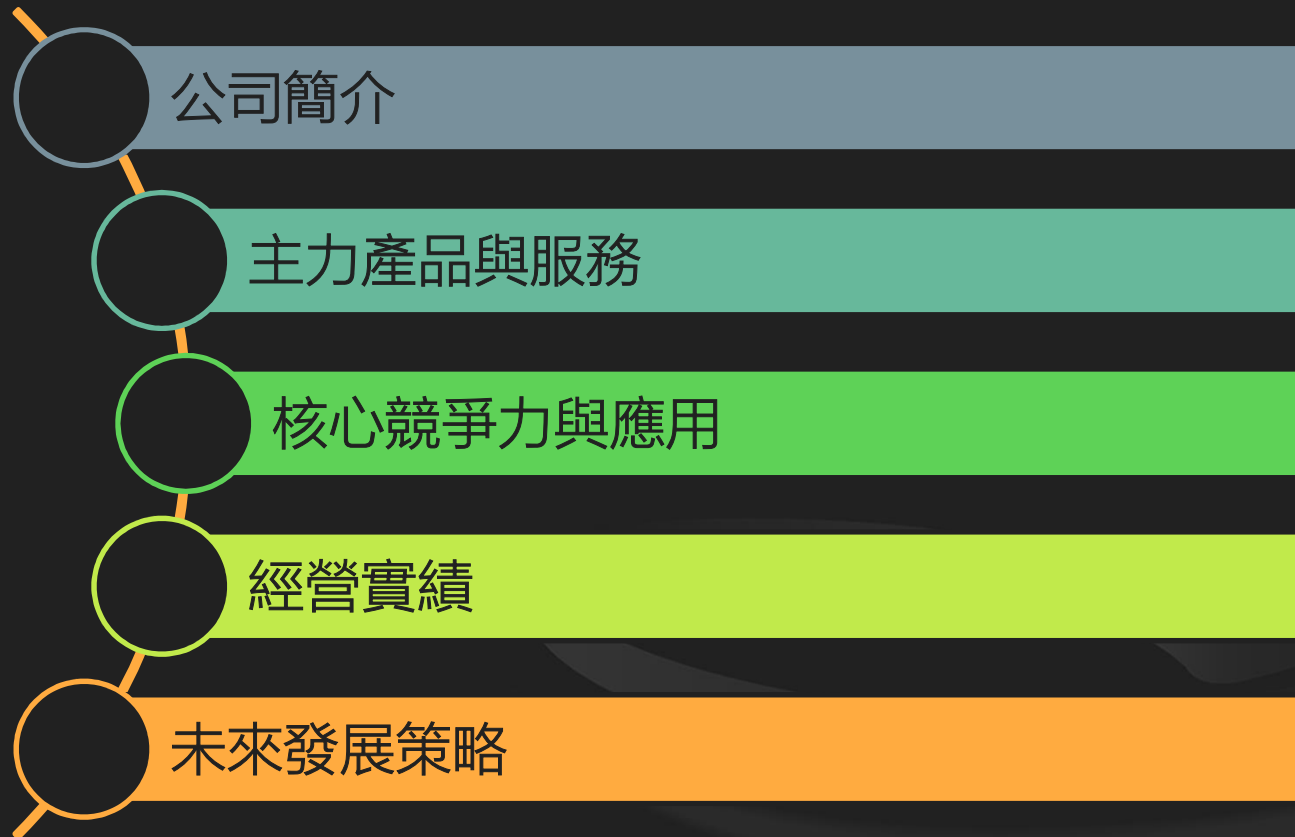 公司簡介
主力產品與服務
核心競爭力與應用
經營實績
未來發展策略